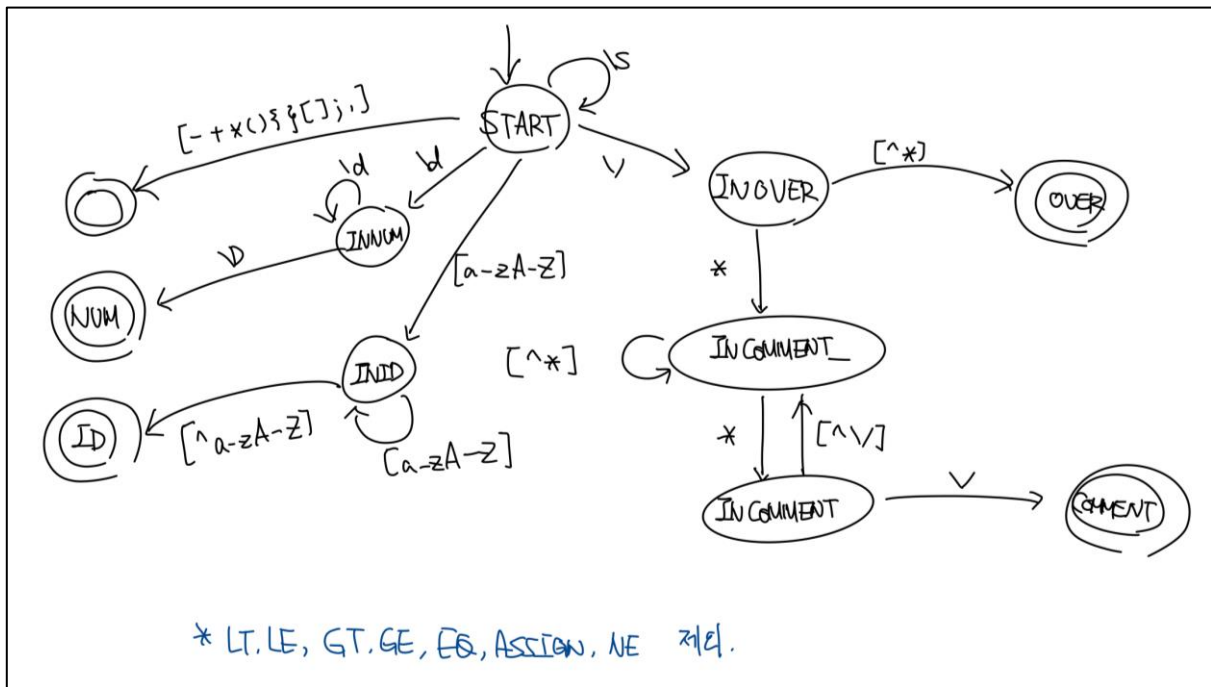 \s
[-+*(){}[];,]
START
\d
\d
\/
[^*]
INOVER
OVER
INNUM
\D
[a-zA-Z]
*
NUM
INCOMMENT_
[^*]
INID
ID
[^a-zA-Z]
[a-zA-Z]
*
[^\/]
\/
INCOMMENT
COMMENT
* LT, LE, GT, GE, EQ, ASSIGN, NE 제외.